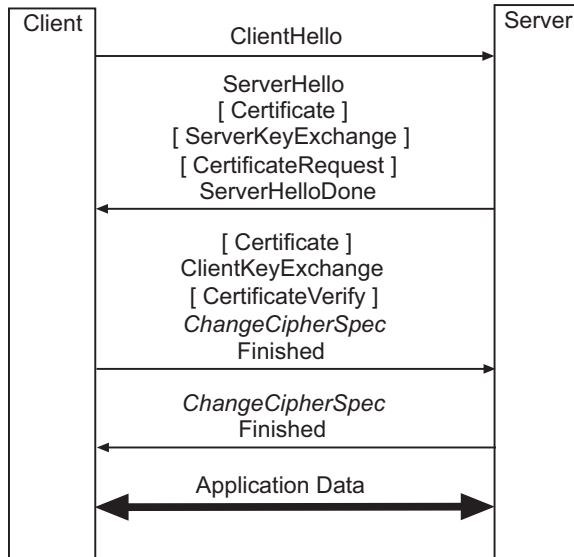 Client
Server
ClientHello
ServerHello
[ Certificate ]
[ ServerKeyExchange ]
[ CertificateRequest ]
ServerHelloDone
[ Certificate ]
ClientKeyExchange
[ CertificateVerify ]
ChangeCipherSpec
Finished
ChangeCipherSpec
Finished
Application Data